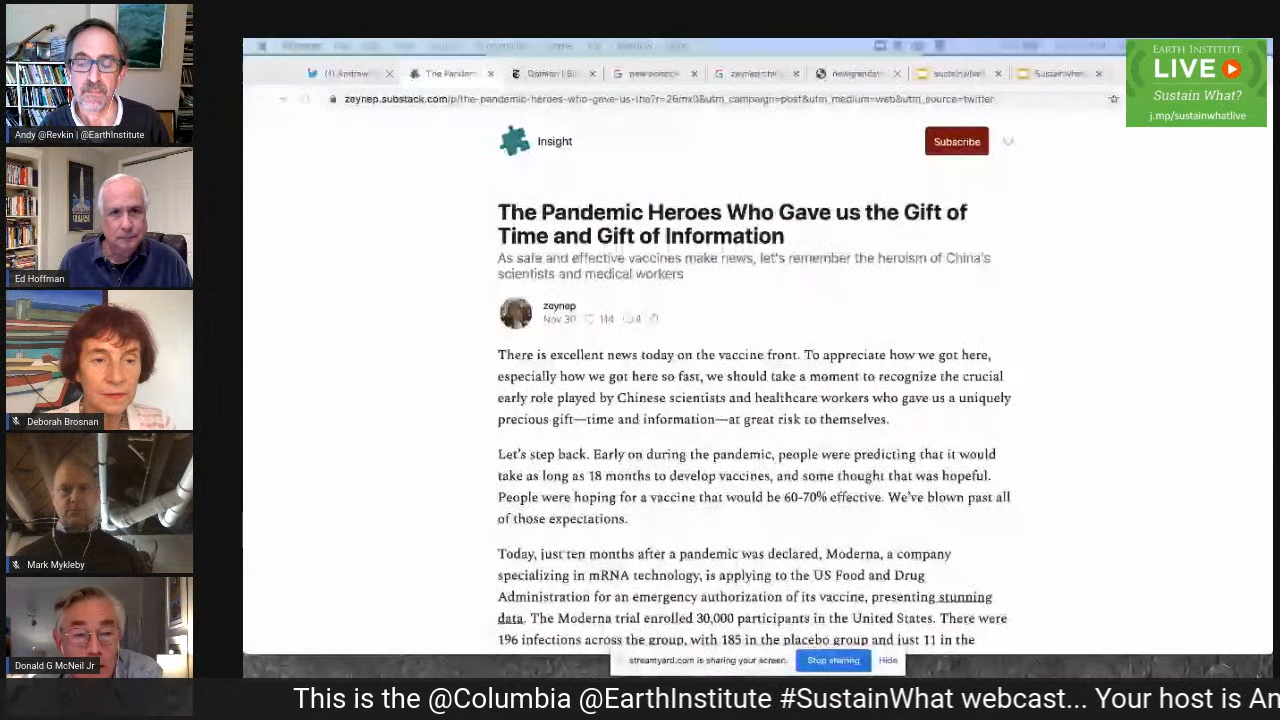 Andy @Revkin | @EarthInstitute
Ed Hoffman
Deborah Brosnan
Mark Mykleby
Donald G McNeil Jr
EARTH INSTITUTE
LIVE
Sustain What?
j.mp/sustainwhatlive
(1) Andrew
The Pandem
Opinion | B
zeynep.substack.com/p/the-pandemic-heroes-who-gave-us-the?r=26mx0&utm_campaign=post&utm_medium=web&utm_source=twitter
Insight
Subscribe
The Pandemic Heroes Who Gave us the Gift of
Time and Gift of Information
As safe and effective vaccines make news, let's remember the heroism of China's
scientists and medical workers
zeynep
Nov 30 114
There is excellent news today on the vaccine front. To appreciate how we got here,
especially how we got here so fast, we should take a moment to recognize the crucial
early role played by Chinese scientists and healthcare workers who gave us a uniquely
precious gift—time and information—at great risk to themselves.
Let's step back. Early on during the pandemic, people were predicting that it would
take as long as 18 months to develop vaccines, and some thought that was hopeful.
People were hoping for a vaccine that would be 60-70% effective. We've blown past all
of those expectations.
Today, just ten months after a pandemic was declared, Moderna, a company
specializing in mRNA technology, is applying to the US Food and Drug
Administration for an emergency authorization of its vaccine, presenting stunning
data. The Moderna trial enrolled 30,000 participants in the United States. There were
196 infections across the group, with 185 in the placebo group and just 11 in the
streamyard.com is sharing your screen. Stop sharing Hide
This is the @Columbia @EarthInstitute #SustainWhat webcast... Your host is An